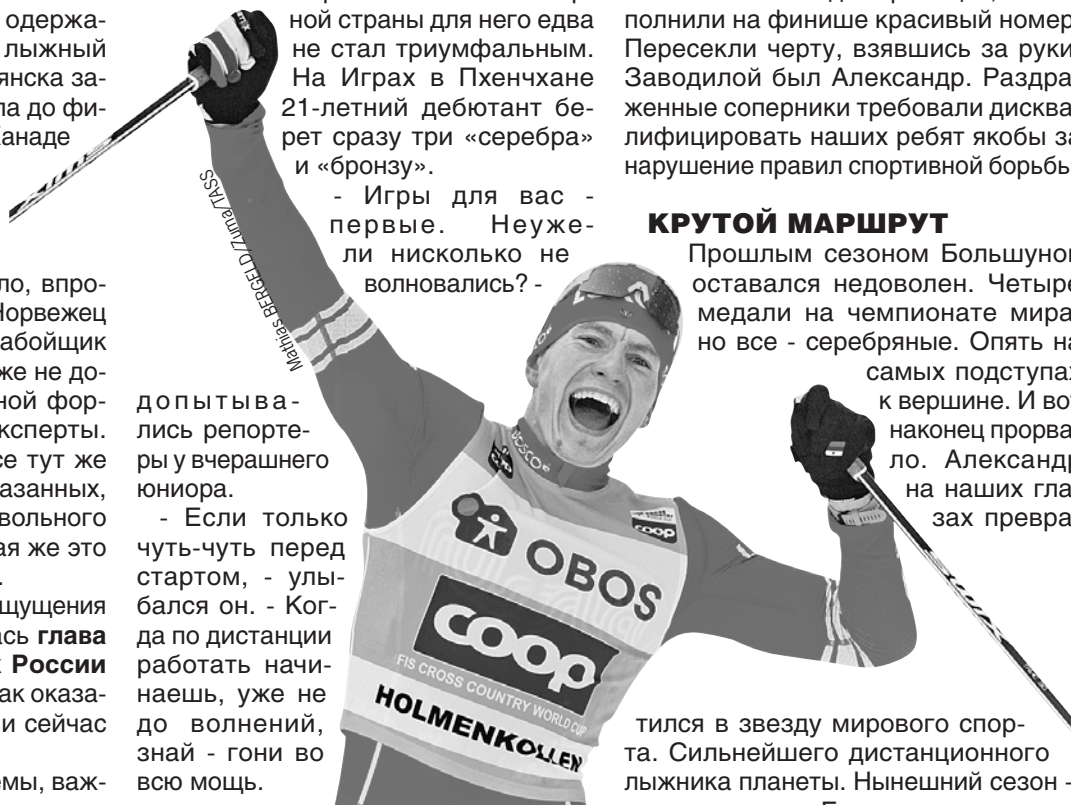 одержа-
лыжный
янска за-
ла до фи-
Канаде
ло, впро-
Норвежец
абойщик
же не до-
ной фор-
ксперты.
се тут же
азанных,
вольного
ая же это
щущения
ась глава
России
ак оказа-
и сейчас
емы, важ-
ной страны для него едва
не стал триумфальным.
На Играх в Пхенчхане
21-летний дебютант бе-
рет сразу три «серебра»
и «бронзу».
- Игры для вас -
первые. Неуже-
ли нисколько не
волновались? -
допытыва-
лись репорте-
ры у вчерашнего
юниора.
- Если только
чуть-чуть перед
стартом, - улы-
бался он. - Ког-
да по дистанции
работать начи-
наешь, уже не
до волнений,
знай - гони во
всю мощь.
Mathias BERGELD/Zuma/TASS
BOSCO
coop
OBOS
coop
FIS CROSS COUNTRY WORLD CUP
HOLMENKOLLEN
полнили на финише красивый номер.
Пересекли черту, взявшись за руки.
Заводилой был Александр. Раздра-
женные соперники требовали дисква-
лифицировать наших ребят якобы за
нарушение правил спортивной борьбы.
КРУТОЙ МАРШРУТ
Прошлым сезоном Большунов
оставался недоволен. Четыре
медали на чемпионате мира,
но все - серебряные. Опять на
самых подступах
к вершине. И вот
наконец прорва-
ло. Александр
на наших гла-
зах превра-
тился в звезду мирового спор-
та. Сильнейшего дистанционного
лыжника планеты. Нынешний сезон -